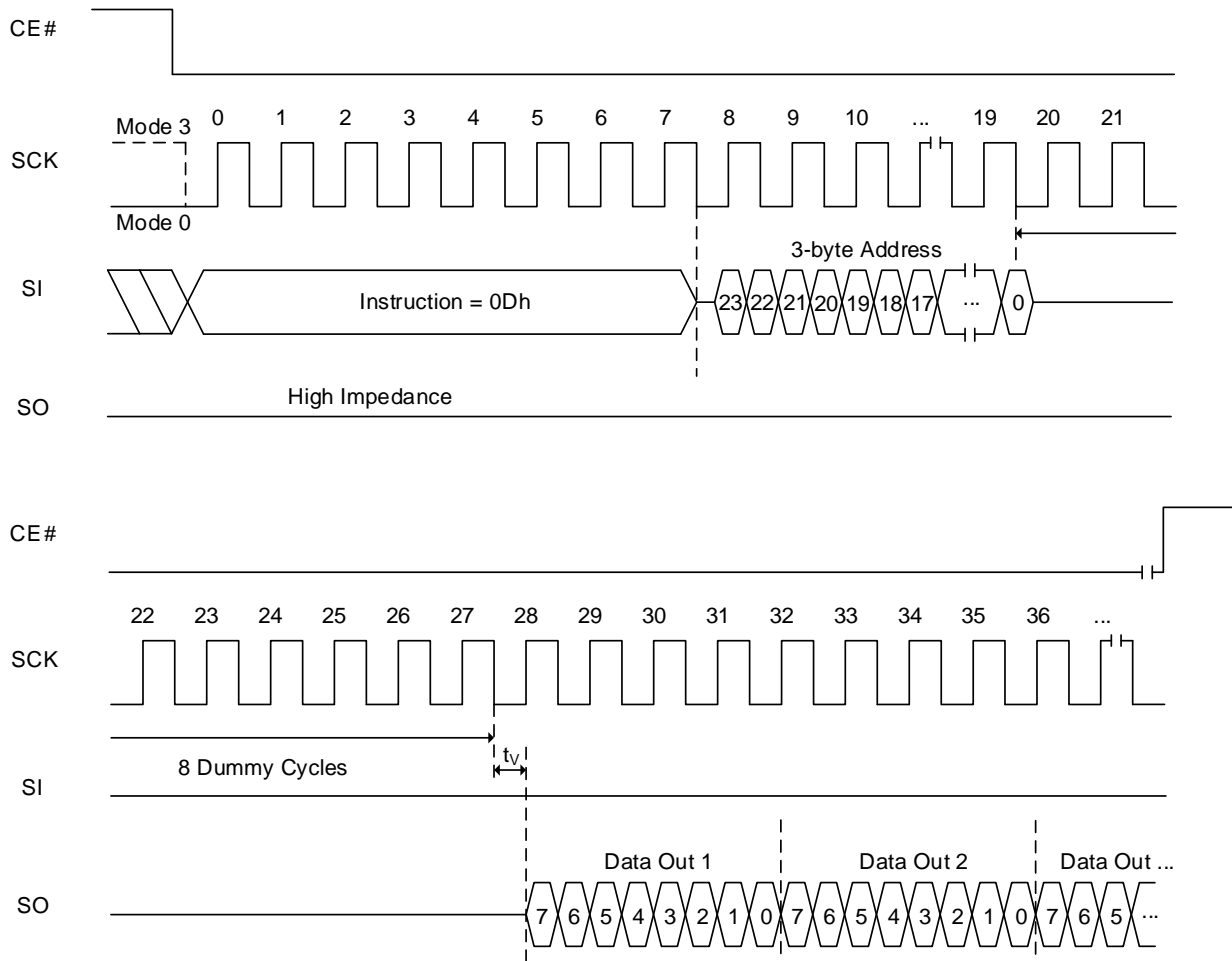 CE#
Mode 3
0 1 2 3 4 5 6 7 8 9 10 ... 19 20 21
SCK
Mode 0
3-byte Address
SI
Instruction = 0Dh
23 22 21 20 19 18 17 ... 0
High Impedance
SO
CE#
22 23 24 25 26 27 28 29 30 31 32 33 34 35 36 ...
SCK
8 Dummy Cycles
tV
SI
Data Out 1 Data Out 2 Data Out ...
SO
7 6 5 4 3 2 1 0 7 6 5 4 3 2 1 0 7 6 5 ...